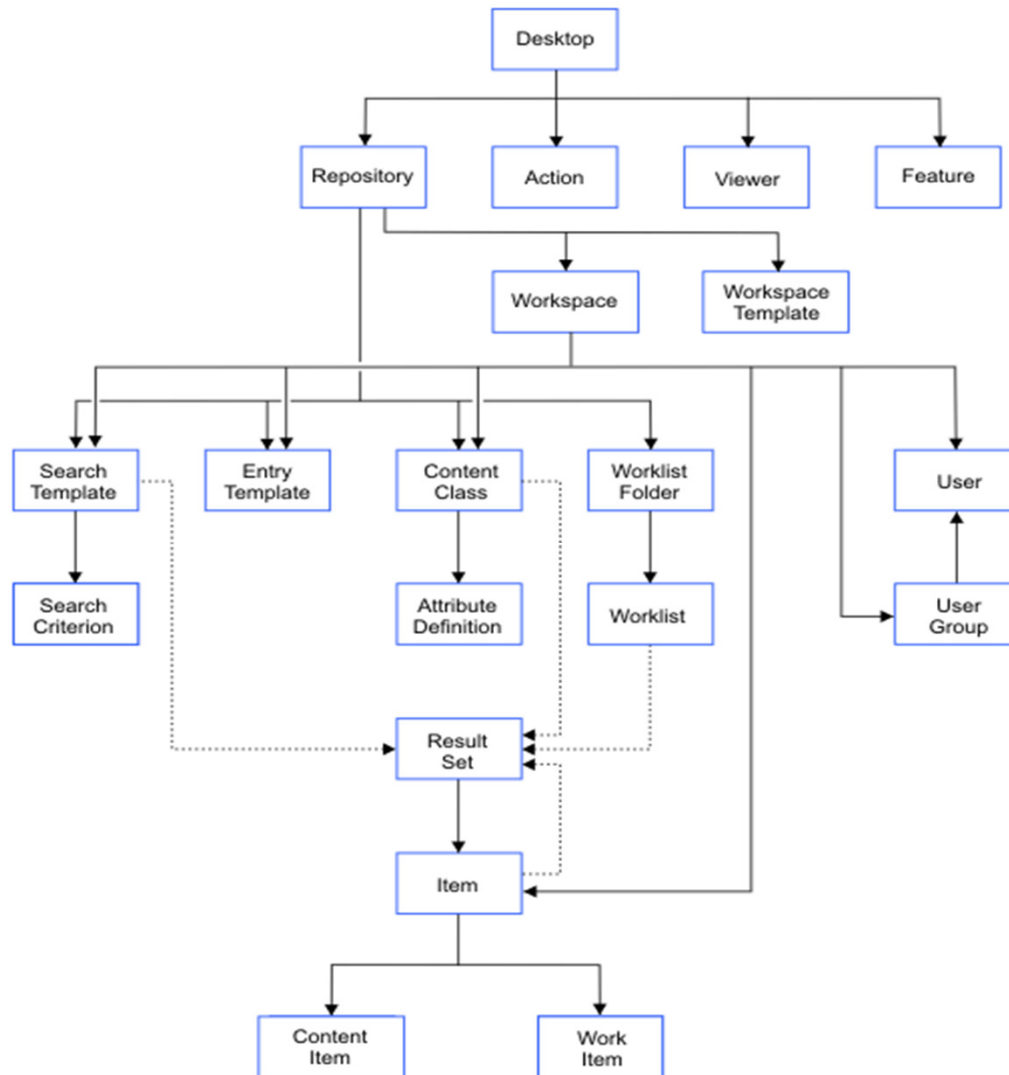 Desktop
Repository
Action
Viewer
Feature
Workspace
Workspace
Template
Search
Template
Entry
Template
Content
Class
Worklist
Folder
User
Search
Criterion
Attribute
Definition
Worklist
User
Group
Result
Set
Item
Content
Item
Work
Item